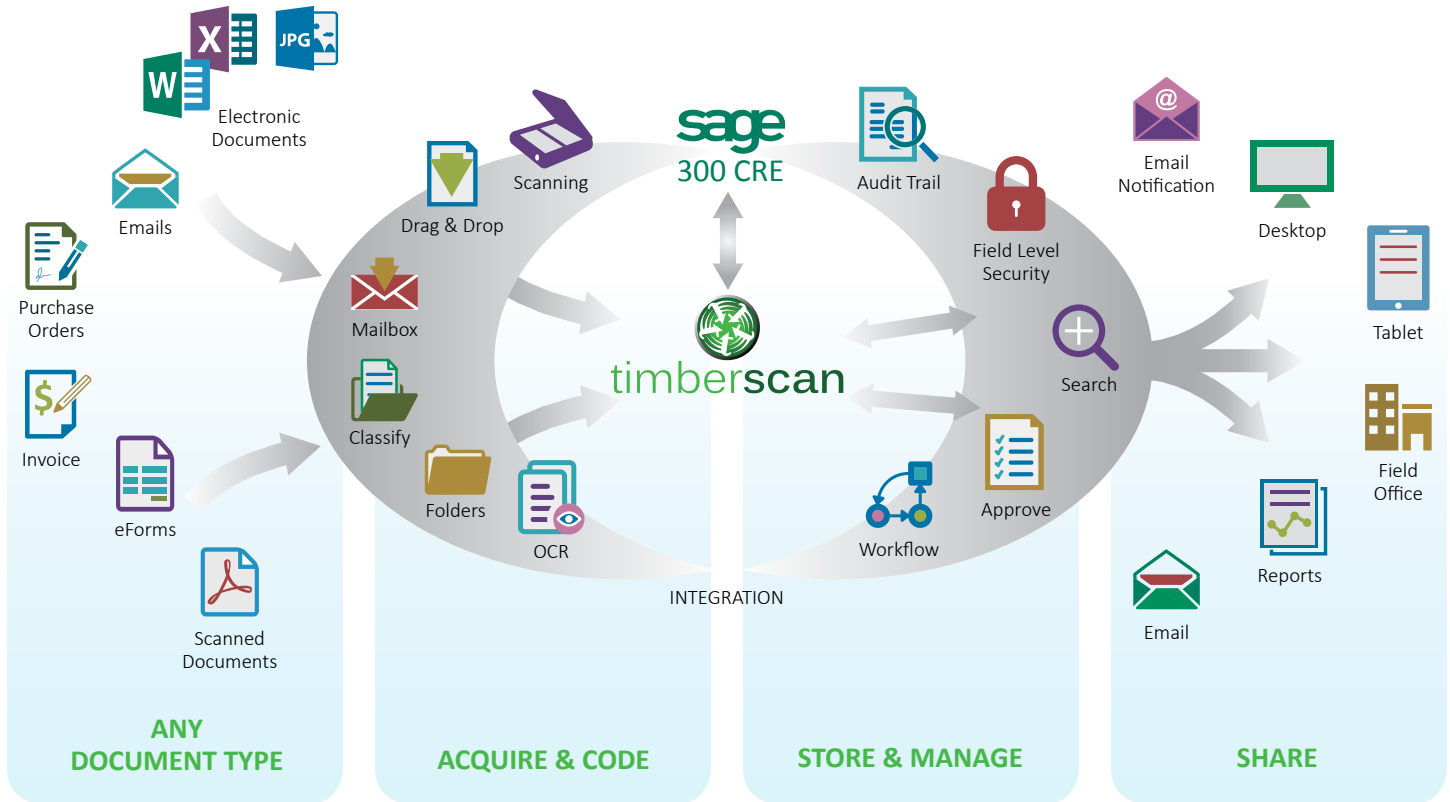 X
JPG
W
Electronic
Documents
Emails
Purchase
Orders
$
Invoice
eForms
Scanned
Documents
ANY
DOCUMENT TYPE
Scanning
Drag & Drop
Mailbox
Classify
Folders
OCR
ACQUIRE & CODE
sage
300 CRE
timberscan
INTEGRATION
Audit Trail
Field Level
Security
Search
Approve
Workflow
STORE & MANAGE
@
Email
Notification
Desktop
Tablet
Field
Office
Reports
Email
SHARE